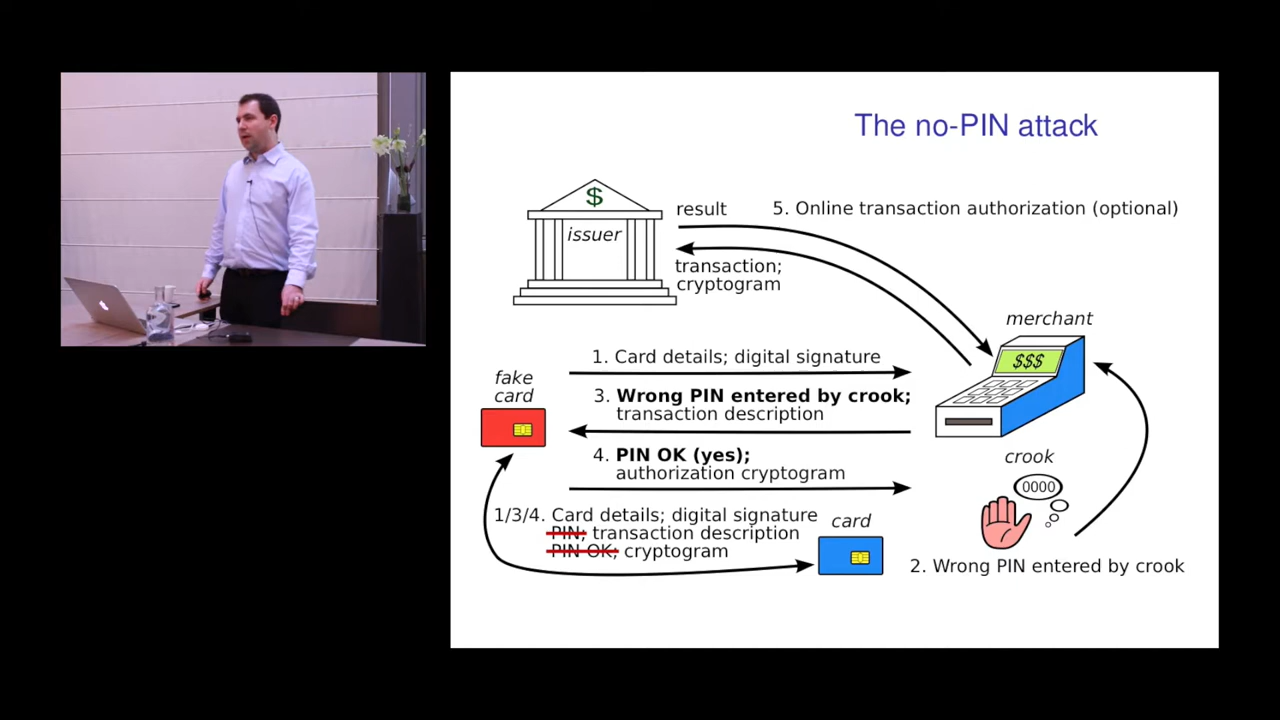 The no-PIN attack
$
issuer
result
5. Online transaction authorization (optional)
transaction;
cryptogram
merchant
$$$
1. Card details; digital signature
fake
card
3. Wrong PIN entered by crook;
transaction description
4. PIN OK (yes);
authorization cryptogram
crook
0000
1/3/4. Card details; digital signature
PIN; transaction description
PIN OK; cryptogram
card
2. Wrong PIN entered by crook